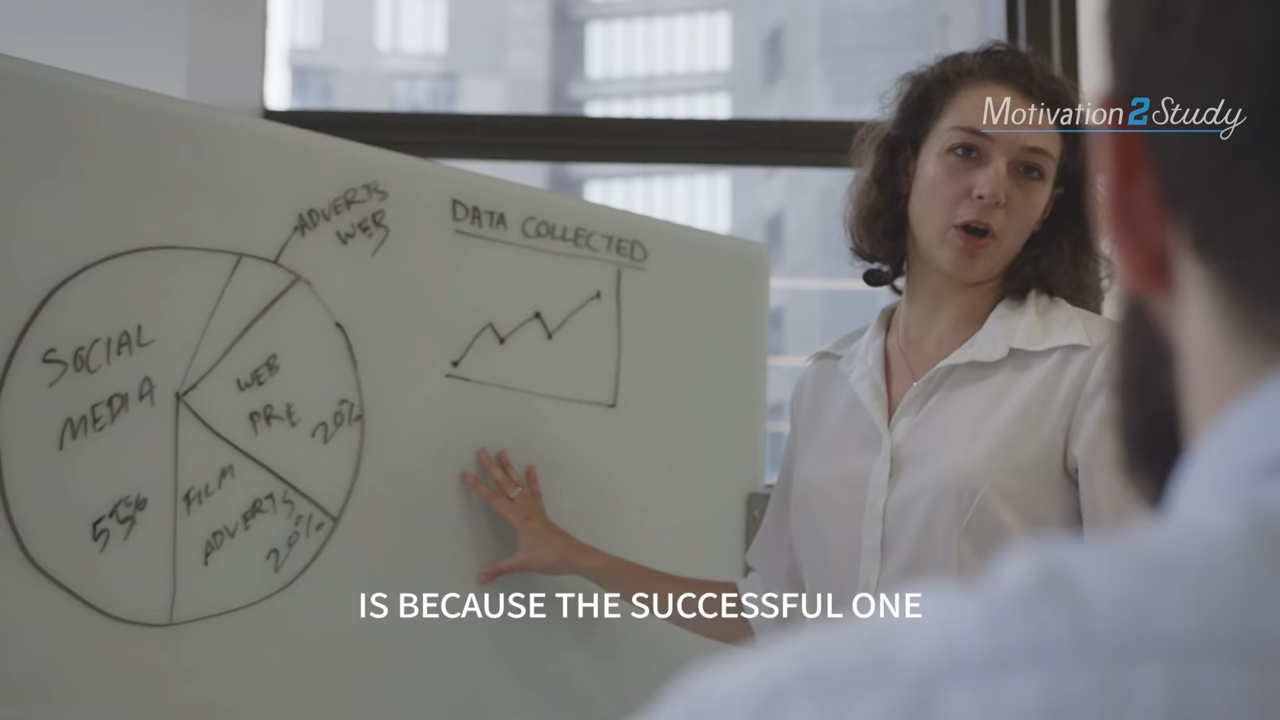 Motivation2Study
ADVERTS
WEB
DATA COLLECTED
SOCIAL
MEDIA
55%
WEB
PRE
20%
FILM
ADVERTS
20%
IS BECAUSE THE SUCCESSFUL ONE